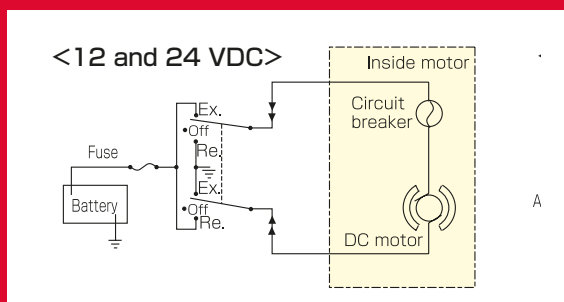 <12 and 24 VDC>
Inside motor
Ex.
Circuit
breaker
Off
Fuse
Re.
Ex.
Battery
Off
Re.
A
DC motor